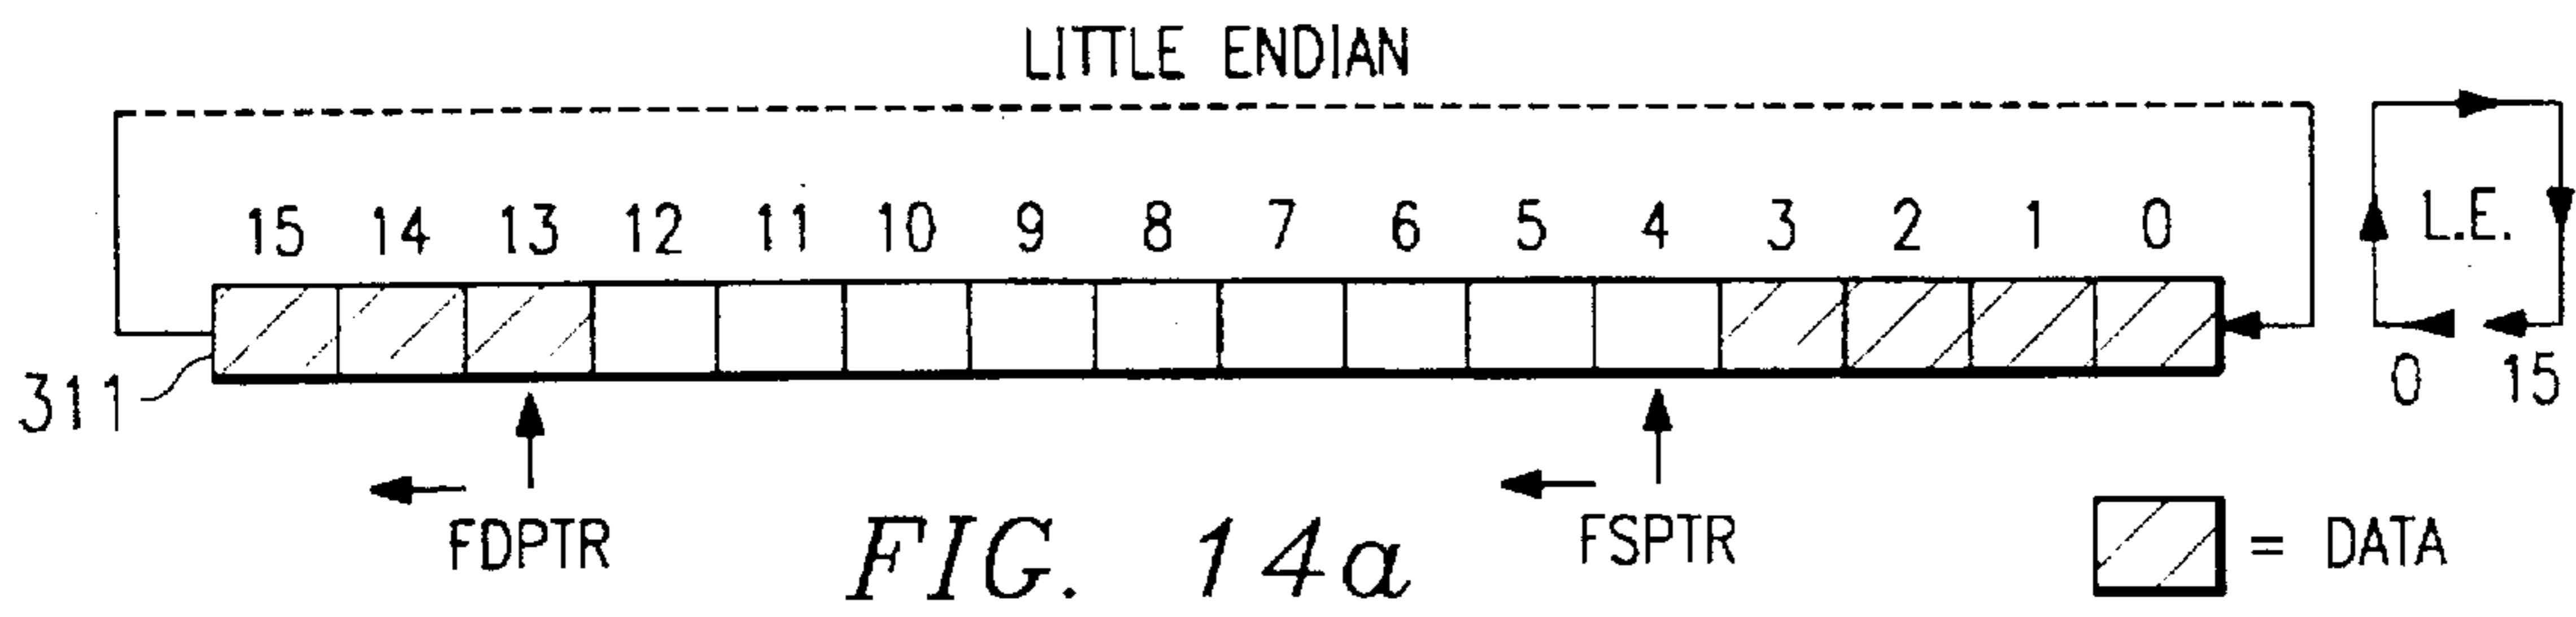 LITTLE ENDIAN
15 14 13 12 11 10 9 8 7 6 5 4 3 2 1 0
L.E.
311
0 15
FDPTR
FSPTR
= DATA
FIG. 14a